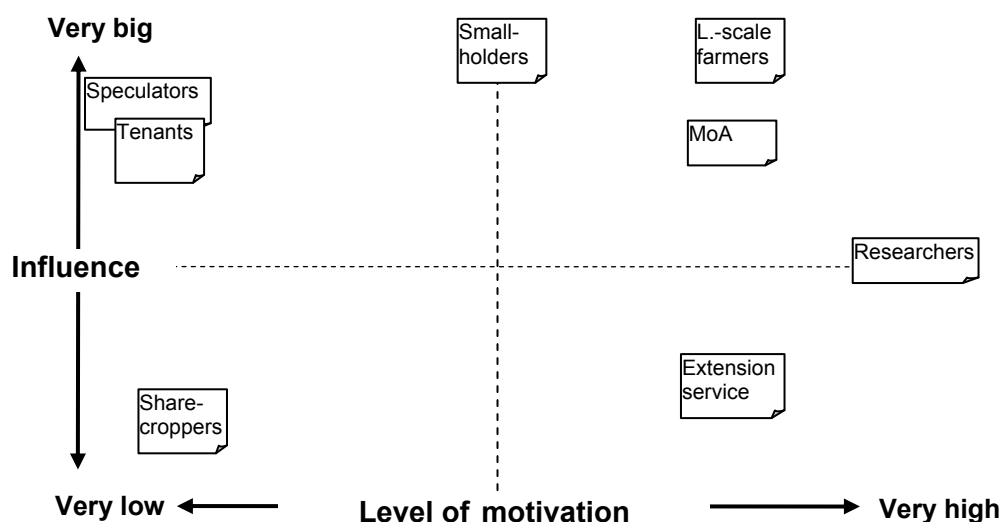 Very big
Small-
holders
L.-scale
farmers
Speculators
Tenants
MoA
Influence
Researchers
Extension
service
Share-
croppers
Very low
Level of motivation
Very high